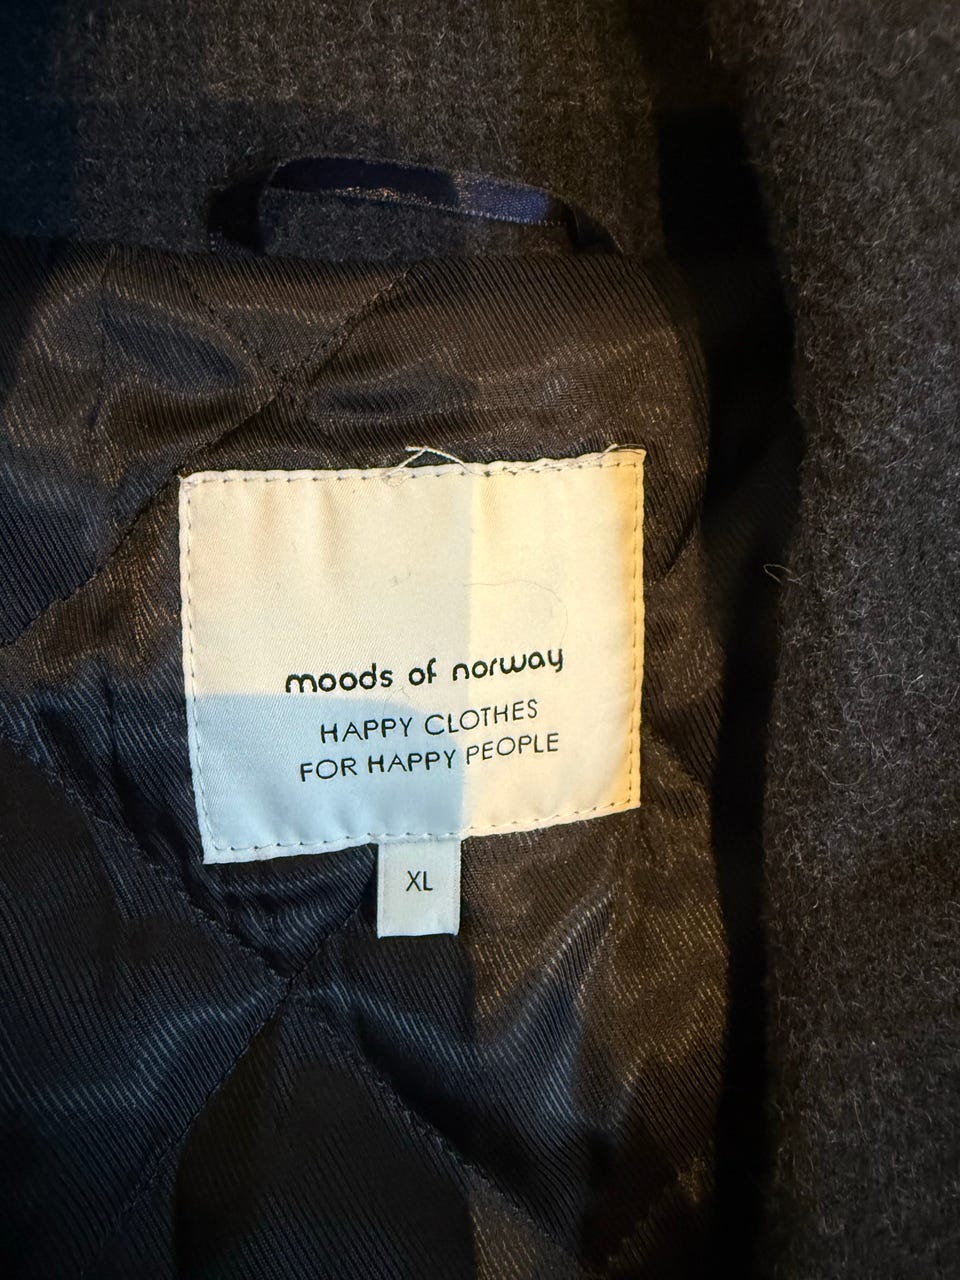 moods of norway
HAPPY CLOTHES
FOR HAPPY PEOPLE
XL